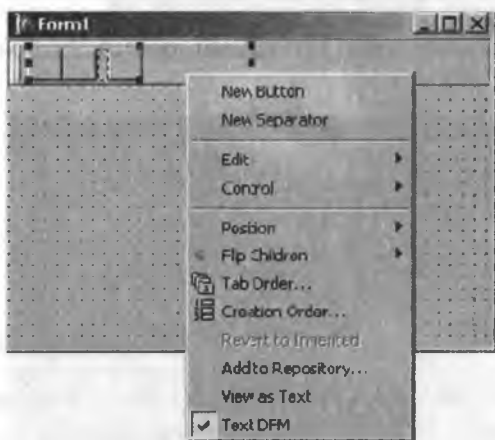 Form1
New Button
New Separator
Edit
Control
Position
Flip Children
Tab Order...
Creation Order...
Revert to Inherited
Add to Repository...
View as Text
Text DFM